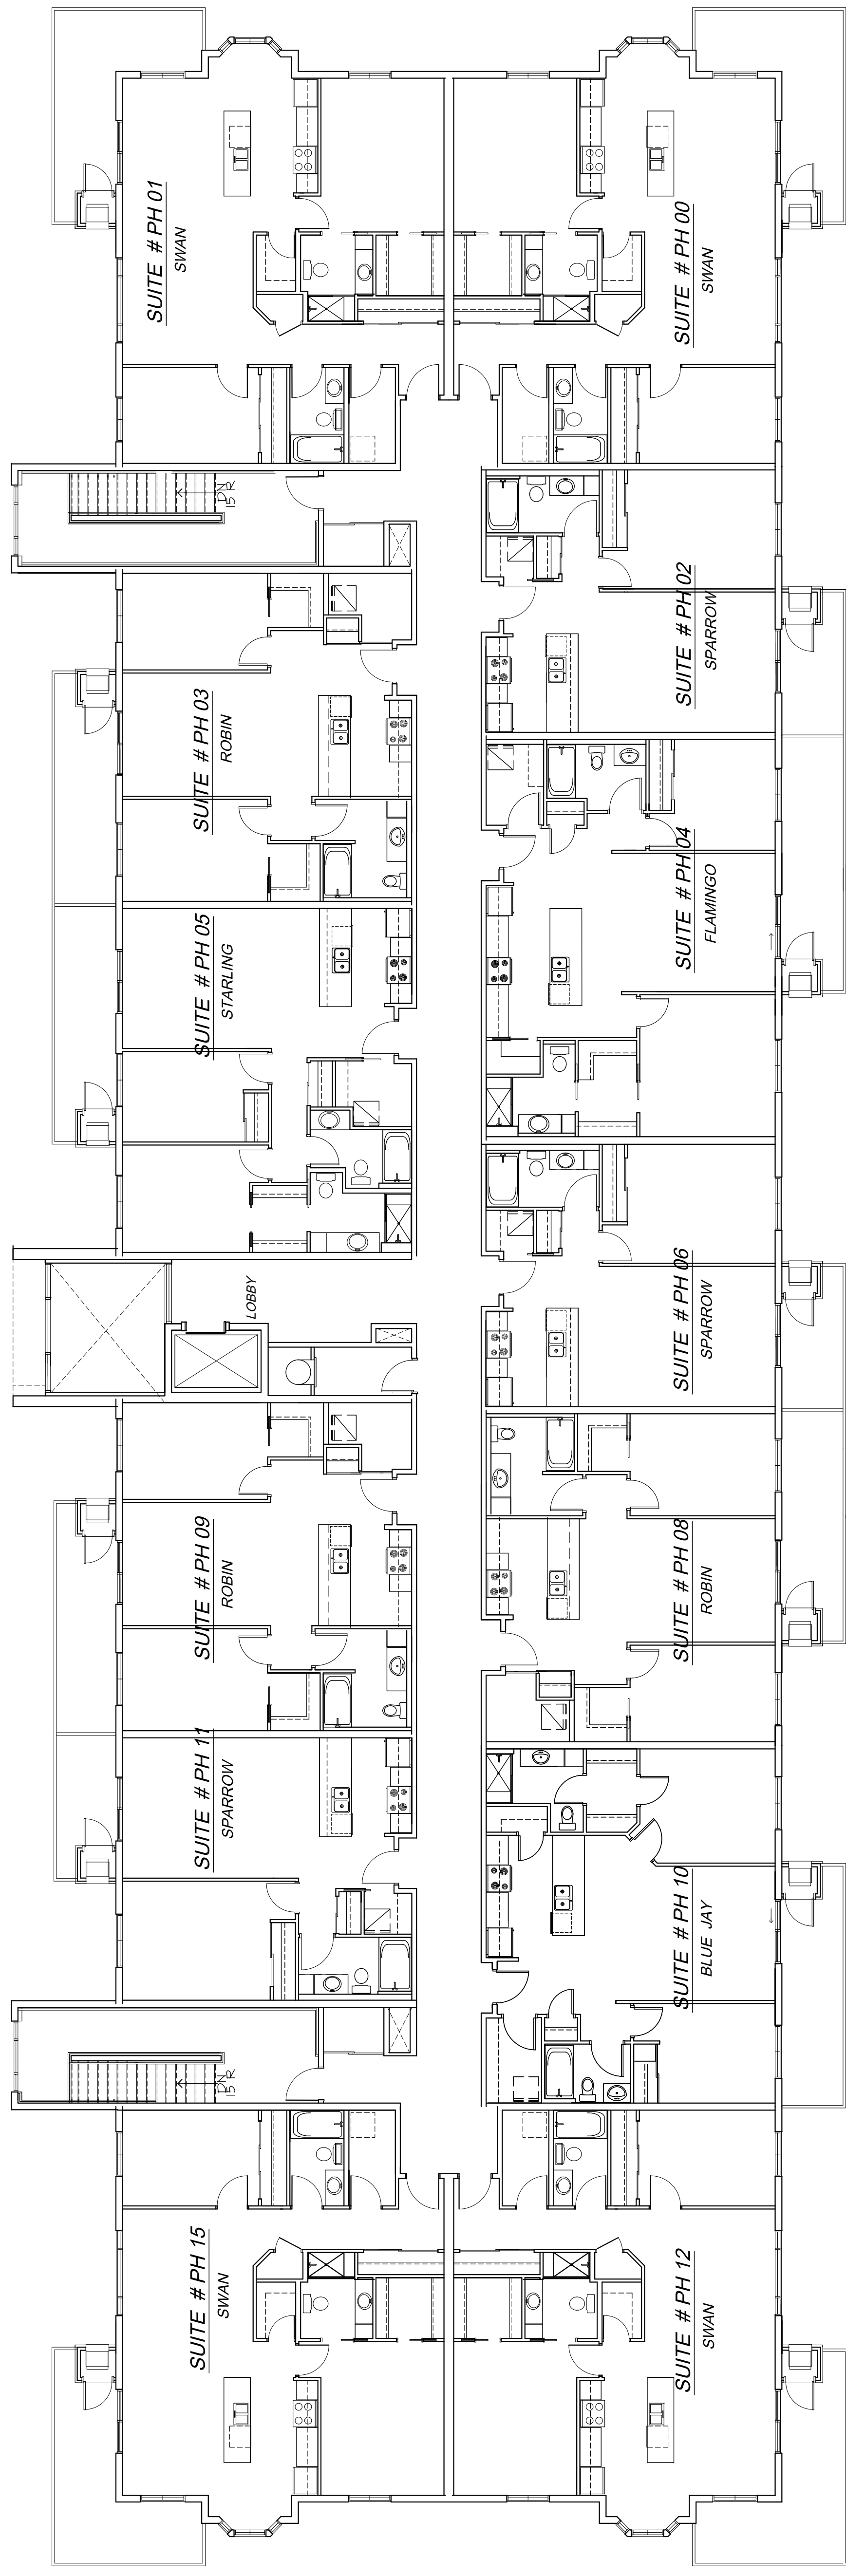 SUITE # PH 01
SWAN
SUITE # PH 00
SWAN
DN
15 R
SUITE # PH 02
SPARROW
SUITE # PH 03
ROBIN
SUITE # PH 04
FLAMINGO
SUITE # PH 05
STARLING
SUITE # PH 06
SPARROW
LOBBY
SUITE # PH 09
ROBIN
SUITE # PH 08
ROBIN
SUITE # PH 11
SPARROW
SUITE # PH 10
BLUE JAY
DN
15 R
SUITE # PH 15
SWAN
SUITE # PH 12
SWAN